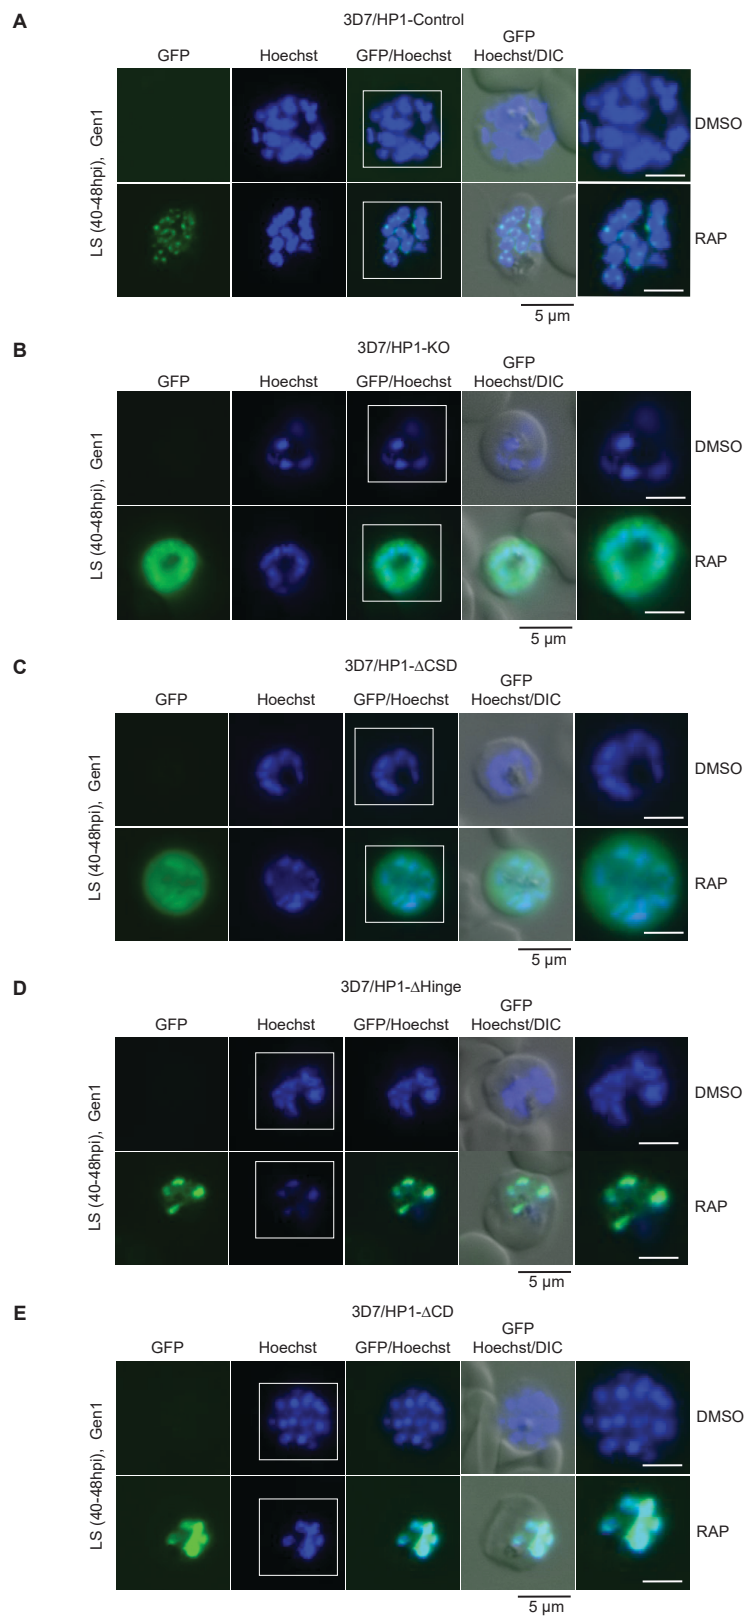 A
3D7/HP1-Control
GFP
Hoechst
GFP/Hoechst
GFP
Hoechst/DIC
LS (40-48hpi), Gen1
DMSO
RAP
5 µm
B
3D7/HP1-KO
GFP
Hoechst
GFP/Hoechst
GFP
Hoechst/DIC
LS (40-48hpi), Gen1
DMSO
RAP
5 µm
C
3D7/HP1-ΔCSD
GFP
Hoechst
GFP/Hoechst
GFP
Hoechst/DIC
LS (40-48hpi), Gen1
DMSO
RAP
5 µm
D
3D7/HP1-ΔHinge
GFP
Hoechst
GFP/Hoechst
GFP
Hoechst/DIC
LS (40-48hpi), Gen1
DMSO
RAP
5 µm
E
3D7/HP1-ΔCD
GFP
Hoechst
GFP/Hoechst
GFP
Hoechst/DIC
LS (40-48hpi), Gen1
DMSO
RAP
5 µm